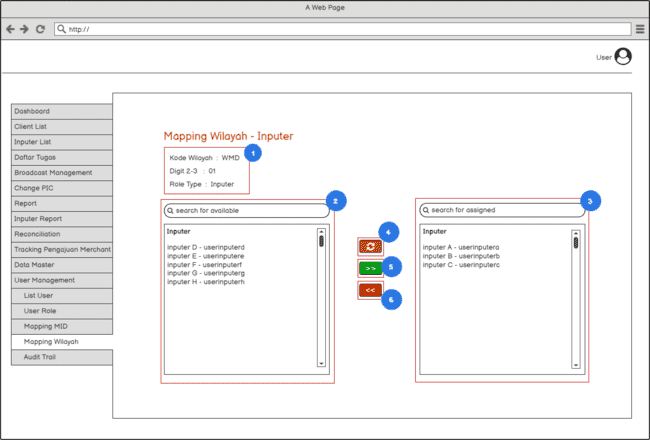 A Web Page
http://
User
Dashboard
Client List
Inputer List
Daftar Tugas
Broadcast Management
Change PIC
Report
Inputer Report
Reconciliation
Tracking Pengajuan Merchant
Data Master
User Management
List User
User Role
Mapping MID
Mapping Wilayah
Audit Trail
Mapping Wilayah - Inputer
Kode Wilayah : WMD
Digit 2-3 : 01
Role Type : Inputer
1
search for available
2
Inputer
inputer D - userinputerd
inputer E - userinputere
inputer F - userinputerf
inputer G - userinputerg
inputer H - userinputerh
4
>>
5
<<
6
search for assigned
3
Inputer
inputer A - userinputera
inputer B - userinputerb
inputer C - userinputerc